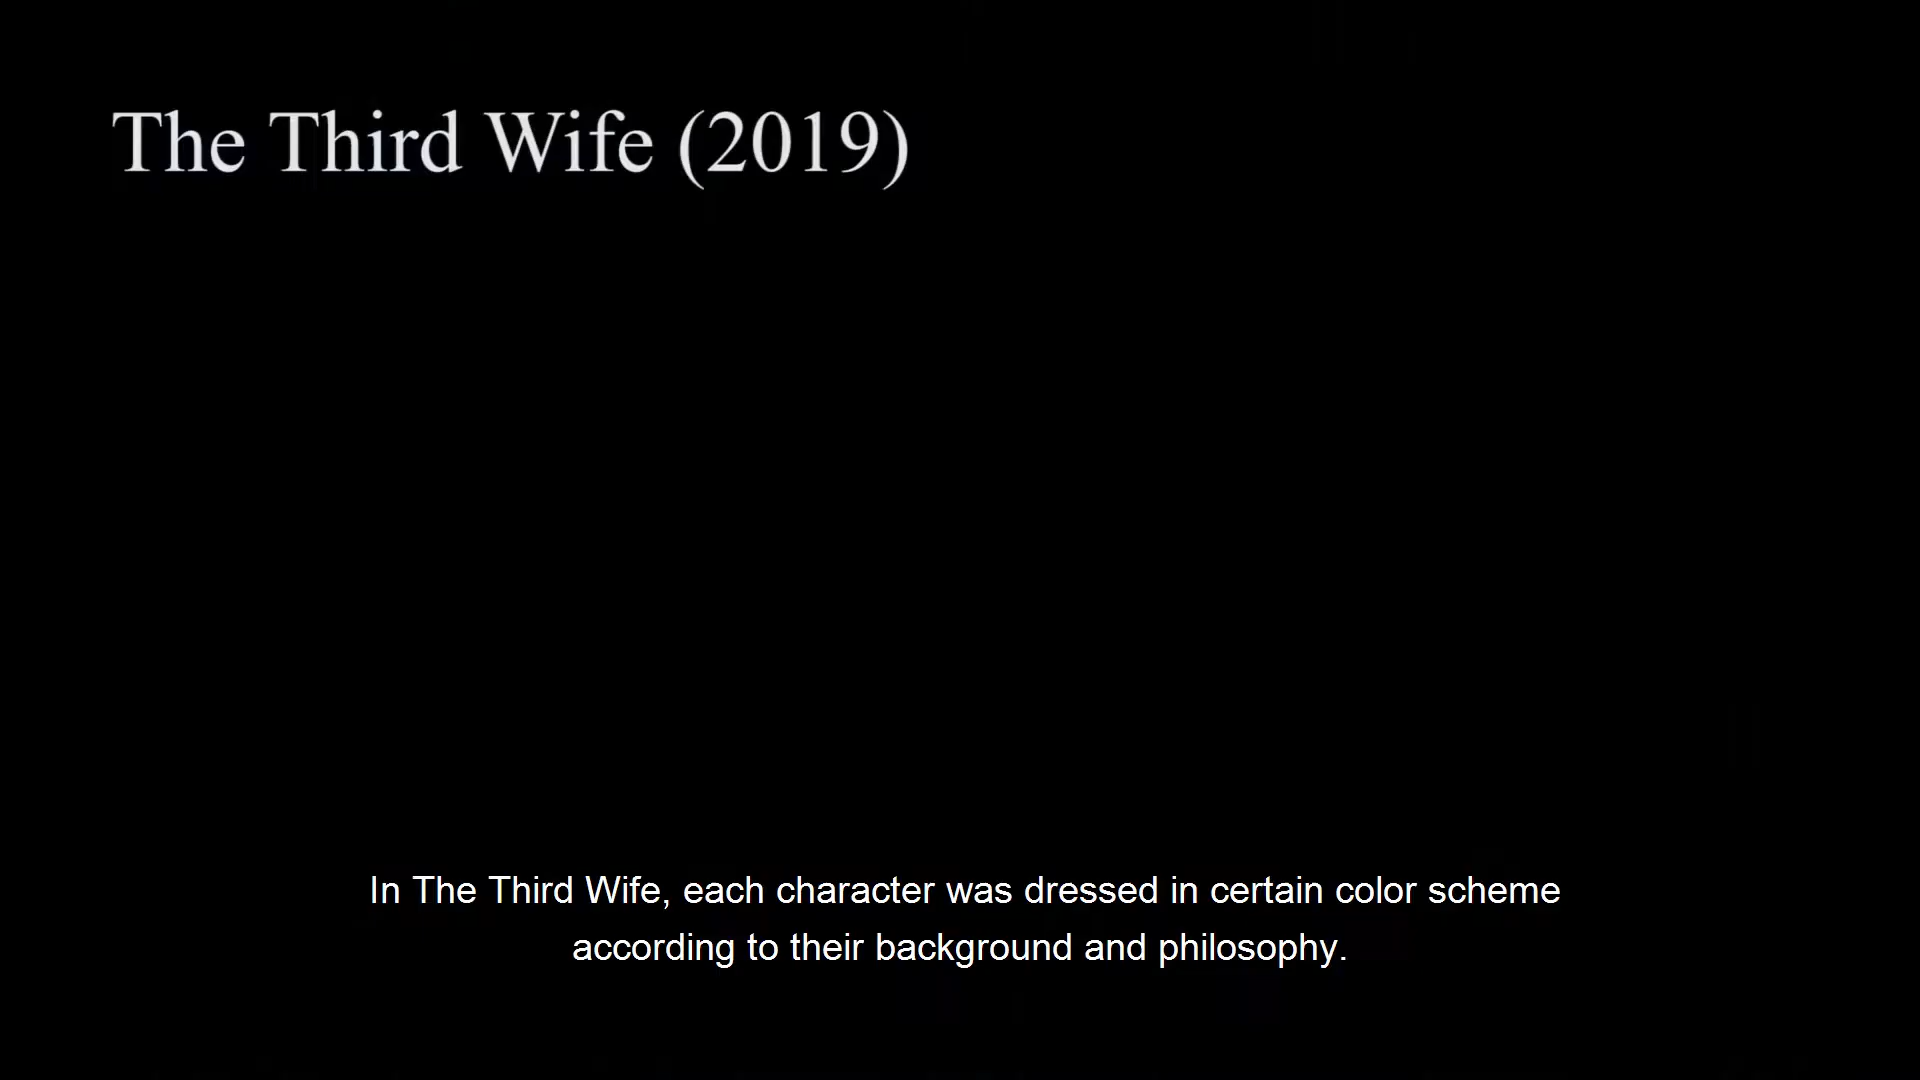 The Third Wife (2019)
In The Third Wife, each character was dressed in certain color scheme
according to their background and philosophy.